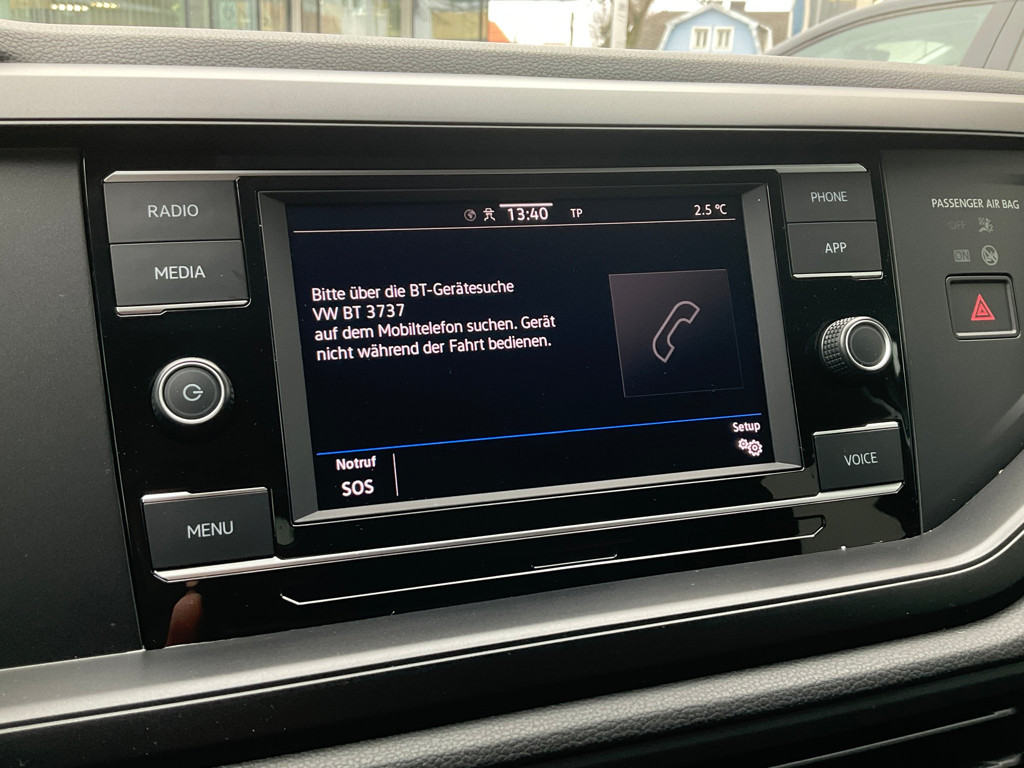 RADIO
MEDIA
MENU
13:40
TP
2.5 °C
Bitte über die BT-Gerätesuche
VW BT 3737
auf dem Mobiltelefon suchen. Gerät
nicht während der Fahrt bedienen.
Notruf
SOS
Setup
PHONE
APP
VOICE
PASSENGER AIR BAG
OFF
ON